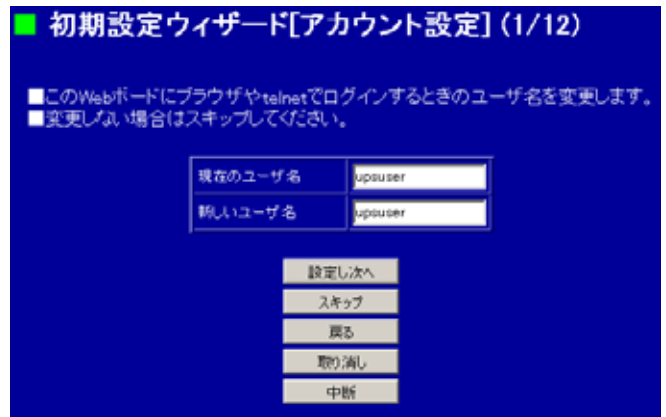 ■ 初期設定ウィザード[アカウント設定] (1/12)
■このWebボードにブラウザやtelnetでログインするときのユーザ名を変更します。
■変更しない場合はスキップしてください。
現在のユーザ名 upsuser
新しいユーザ名 upsuser
設定し次へ
スキップ
戻る
取り消し
中断